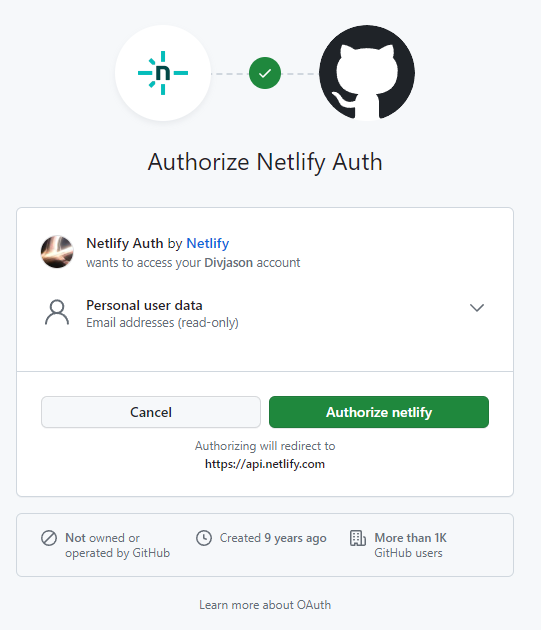 n
Authorize Netlify Auth
Netlify Auth by Netlify
wants to access your Divjason account
Personal user data
Email addresses (read-only)
Cancel
Authorize netlify
Authorizing will redirect to
https://api.netlify.com
Not owned or
operated by GitHub
Created 9 years ago
More than 1K
GitHub users
Learn more about OAuth